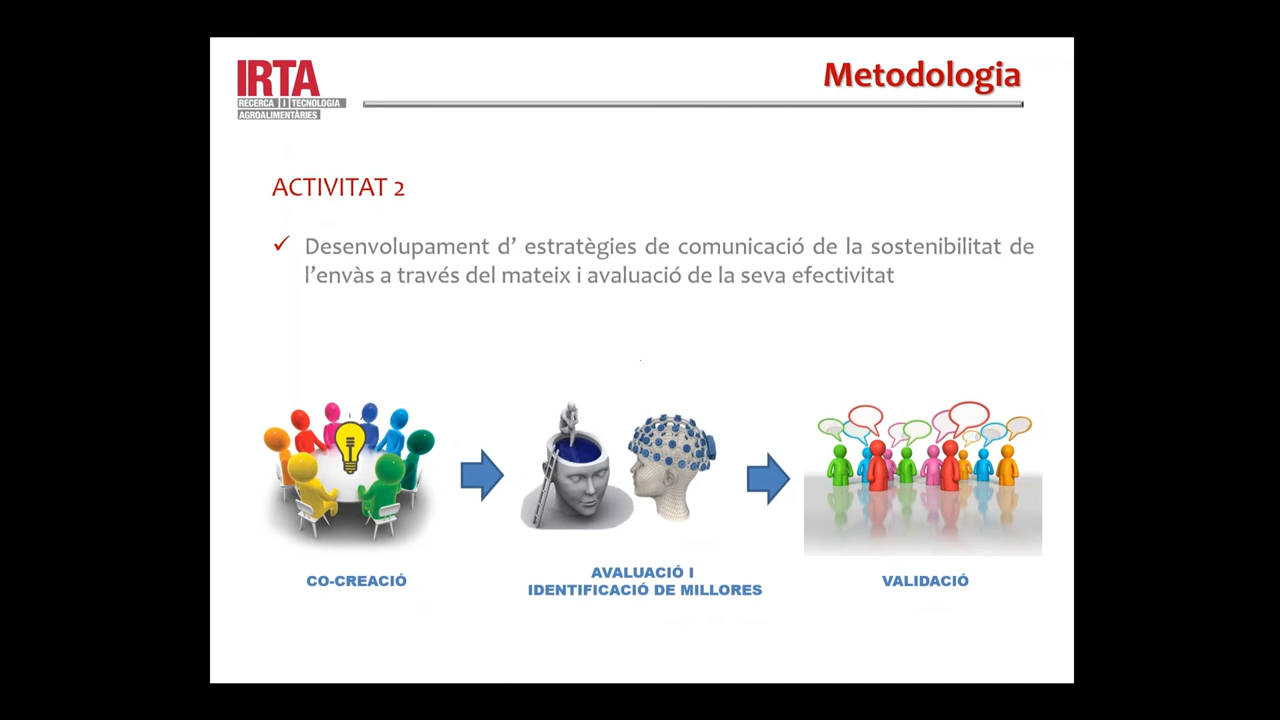 IRTA
RECERCA I TECNOLOGIA
AGROALIMENTÀRIES
Metodologia
ACTIVITAT 2
Desenvolupament d’ estratègies de comunicació de la sostenibilitat de
l’envàs a través del mateix i avaluació de la seva efectivitat
CO-CREACIÓ
AVALUACIÓ I
IDENTIFICACIÓ DE MILLORES
VALIDACIÓ